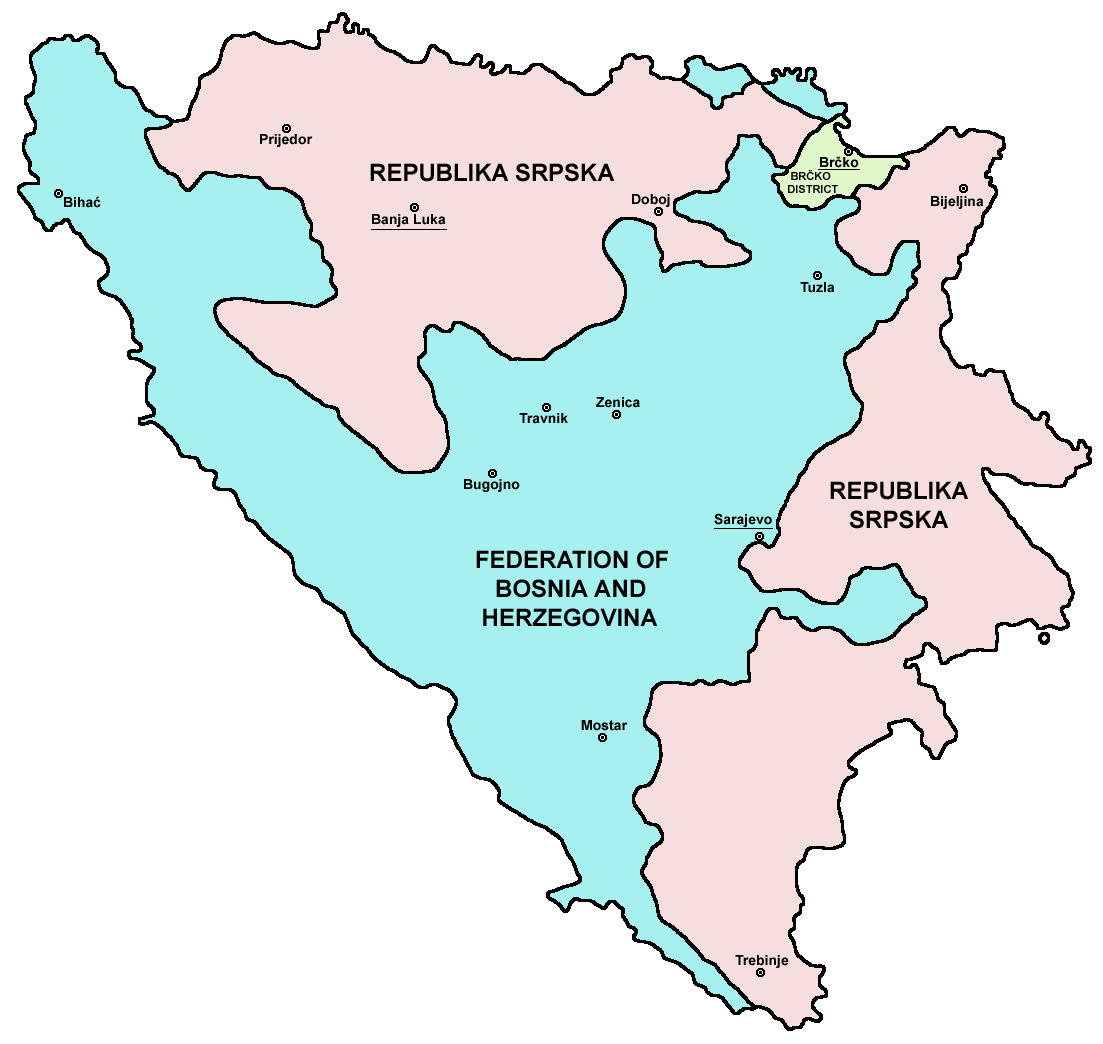 Prijedor
REPUBLIKA SRPSKA
Brčko
BRČKO
DISTRICT
Bihać
Banja Luka
Doboj
Bijeljina
Tuzla
Travnik
Zenica
Bugojno
REPUBLIKA
SRPSKA
Sarajevo
FEDERATION OF
BOSNIA AND
HERZEGOVINA
Mostar
Trebinje